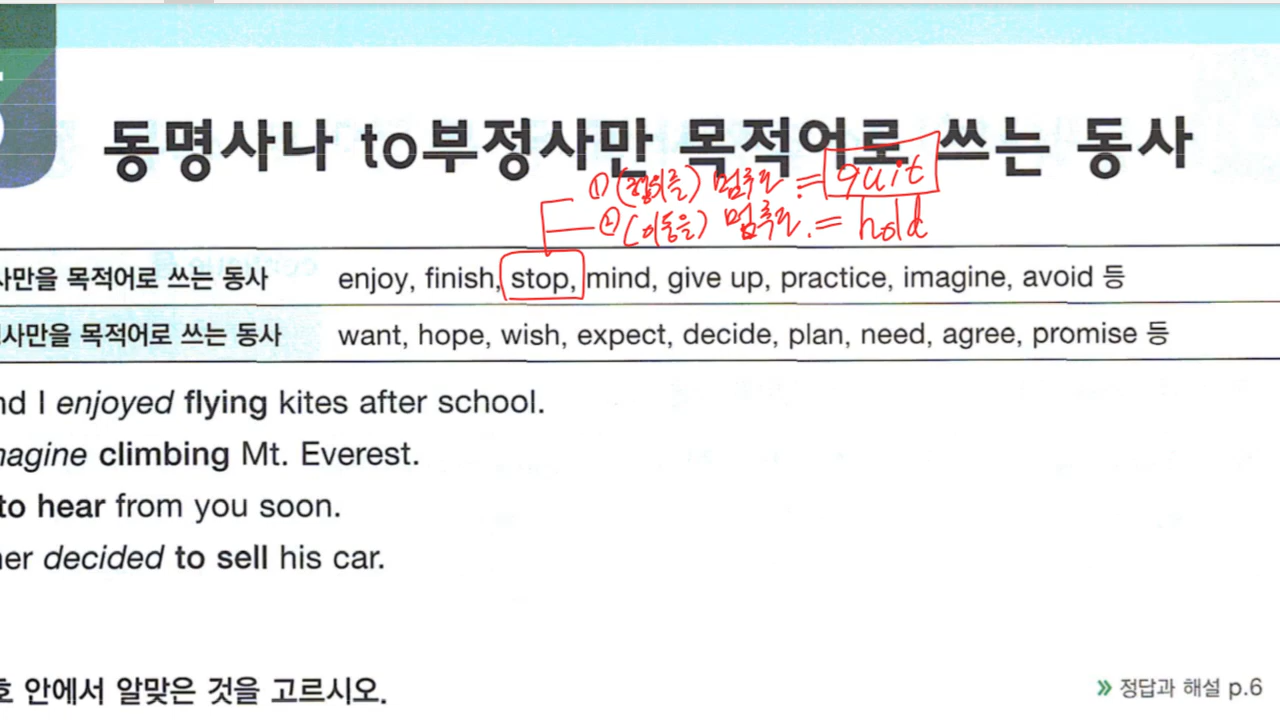 동명사나 to부정사만 목적어로 쓰는 동사
① (행위를) 멈추다 = quit
② (이동을) 멈추다. = hold
사만을 목적어로 쓰는 동사 enjoy, finish, stop, mind, give up, practice, imagine, avoid 등
사만을 목적어로 쓰는 동사 want, hope, wish, expect, decide, plan, need, agree, promise 등
nd I enjoyed flying kites after school.
nagine climbing Mt. Everest.
to hear from you soon.
her decided to sell his car.
호 안에서 알맞은 것을 고르시오.
» 정답과 해설 p.6